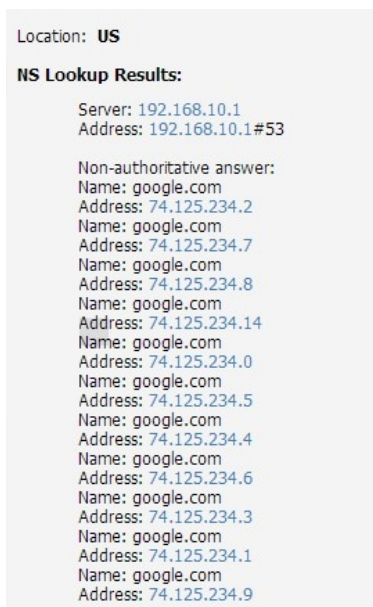 Location: US
NS Lookup Results:
Server: 192.168.10.1
Address: 192.168.10.1#53
Non-authoritative answer:
Name: google.com
Address: 74.125.234.2
Name: google.com
Address: 74.125.234.7
Name: google.com
Address: 74.125.234.8
Name: google.com
Address: 74.125.234.14
Name: google.com
Address: 74.125.234.0
Name: google.com
Address: 74.125.234.5
Name: google.com
Address: 74.125.234.4
Name: google.com
Address: 74.125.234.6
Name: google.com
Address: 74.125.234.3
Name: google.com
Address: 74.125.234.1
Name: google.com
Address: 74.125.234.9